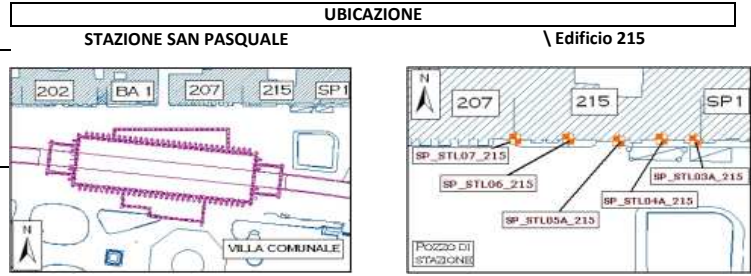 UBICAZIONE
STAZIONE SAN PASQUALE
\ Edificio 215
202
BA 1
207
215
SP1
N
VILLA COMUNALE
N
207
215
SP1
SP_STL07_215
SP_STL06_215
SP_STL05A_215
SP_STL04A_215
SP_STL03A_215
POZZO DI
STAZIONE